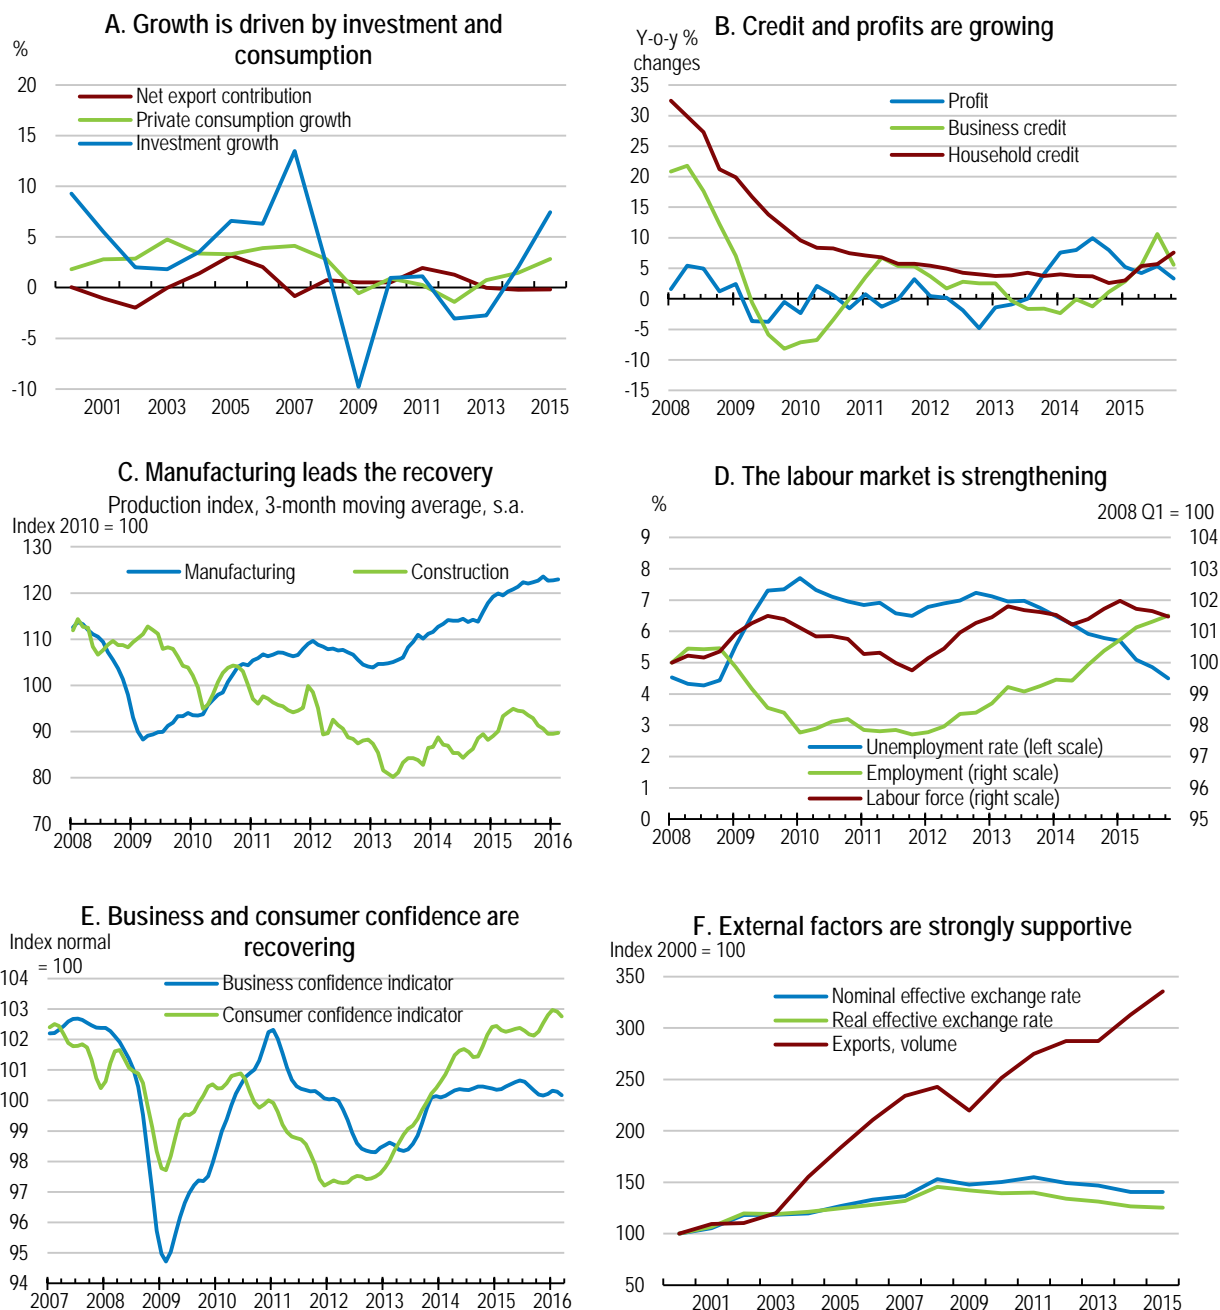 A. Growth is driven by investment and
consumption
%
20
15
10
5
0
-5
-10
Net export contribution
Private consumption growth
Investment growth
2001 2003 2005 2007 2009 2011 2013 2015
B. Credit and profits are growing
Y-o-y %
changes
35
30
25
20
15
10
5
0
-5
-10
-15
Profit
Business credit
Household credit
2008 2009 2010 2011 2012 2013 2014 2015
C. Manufacturing leads the recovery
Production index, 3-month moving average, s.a.
Index 2010 = 100
130
120
110
100
90
80
70
Manufacturing
Construction
2008 2009 2010 2011 2012 2013 2014 2015 2016
D. The labour market is strengthening
%
2008 Q1 = 100
9
8
7
6
5
4
3
2
1
0
104
103
102
101
100
99
98
97
96
95
Unemployment rate (left scale)
Employment (right scale)
Labour force (right scale)
2008 2009 2010 2011 2012 2013 2014 2015
E. Business and consumer confidence are
recovering
Index normal
= 100
104
103
102
101
100
99
98
97
96
95
94
Business confidence indicator
Consumer confidence indicator
2007 2008 2009 2010 2011 2012 2013 2014 2015 2016
F. External factors are strongly supportive
Index 2000 = 100
350
300
250
200
150
100
50
Nominal effective exchange rate
Real effective exchange rate
Exports, volume
2001 2003 2005 2007 2009 2011 2013 2015